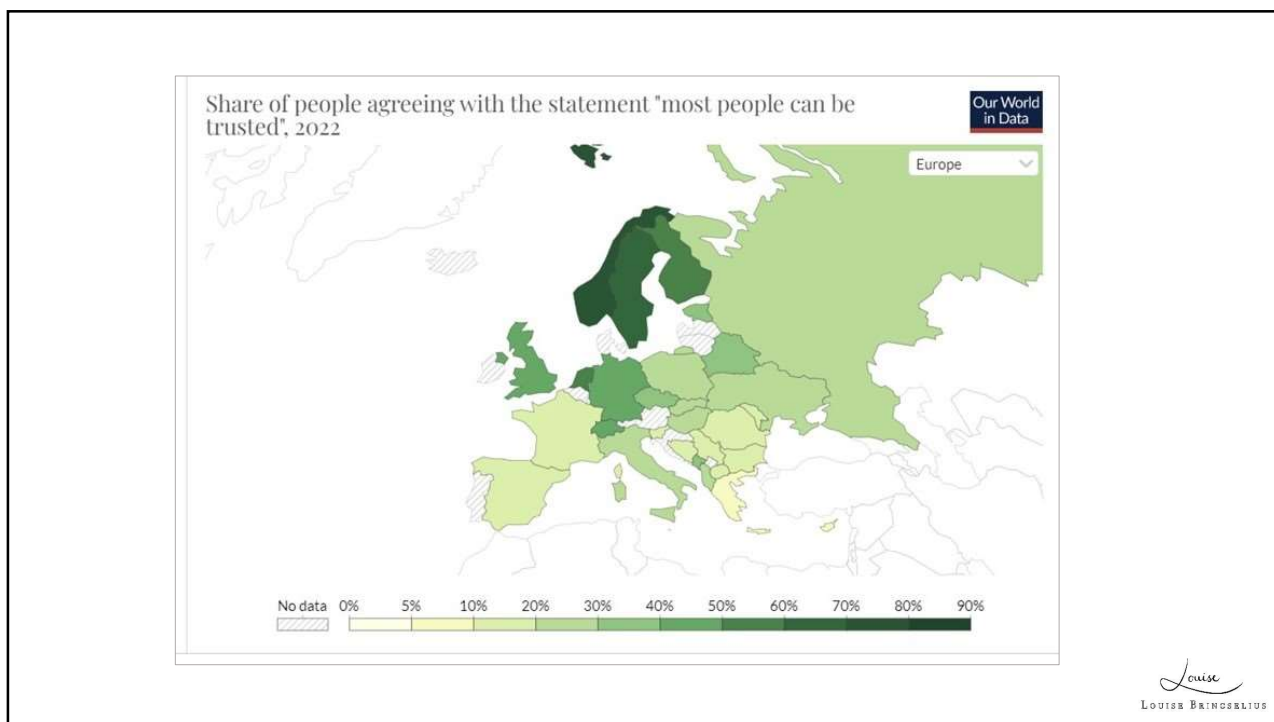 Share of people agreeing with the statement "most people can be
trusted", 2022
Our World
in Data
Europe
No data 0% 5% 10% 20% 30% 40% 50% 60% 70% 80% 90%
Louise
LOUISE BRINGSELIUS